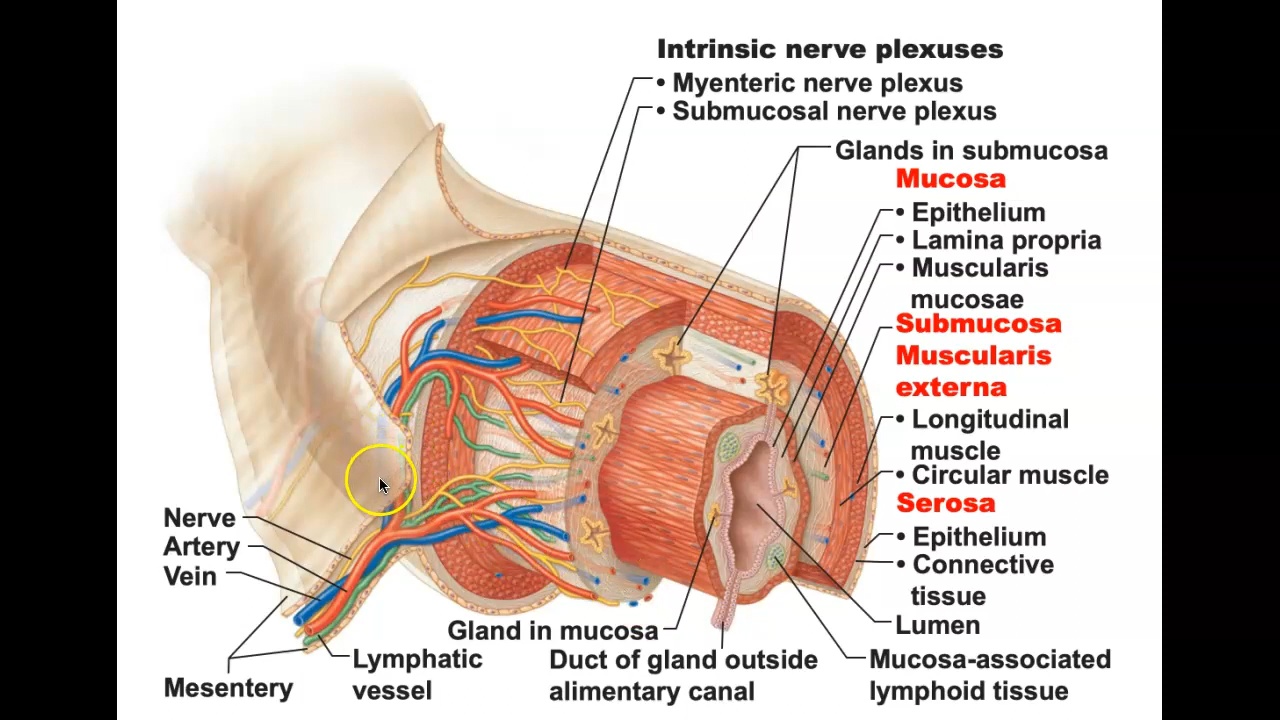 Intrinsic nerve plexuses
• Myenteric nerve plexus
• Submucosal nerve plexus
Glands in submucosa
Mucosa
• Epithelium
• Lamina propria
• Muscularis
mucosae
Submucosa
Muscularis
externa
• Longitudinal
muscle
• Circular muscle
Serosa
• Epithelium
• Connective
tissue
Lumen
Mucosa-associated
lymphoid tissue
Nerve
Artery
Vein
Mesentery
Lymphatic
vessel
Gland in mucosa
Duct of gland outside
alimentary canal